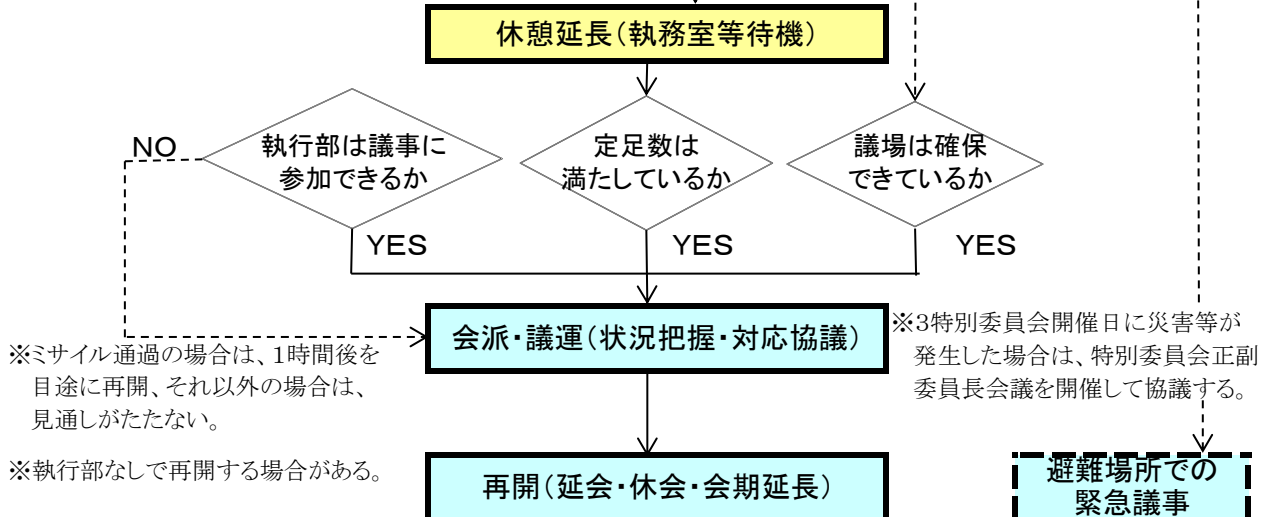 休憩延長(執務室等待機)
NO
執行部は議事に
参加できるか
定足数は
満たしているか
議場は確保
できているか
YES
YES
YES
会派・議運(状況把握・対応協議)
※3特別委員会開催日に災害等が
発生した場合は、特別委員会正副
委員長会議を開催して協議する。
※ミサイル通過の場合は、1時間後を
目途に再開、それ以外の場合は、
見通しがたたない。
※執行部なしで再開する場合がある。
再開(延会・休会・会期延長)
避難場所での
緊急議事